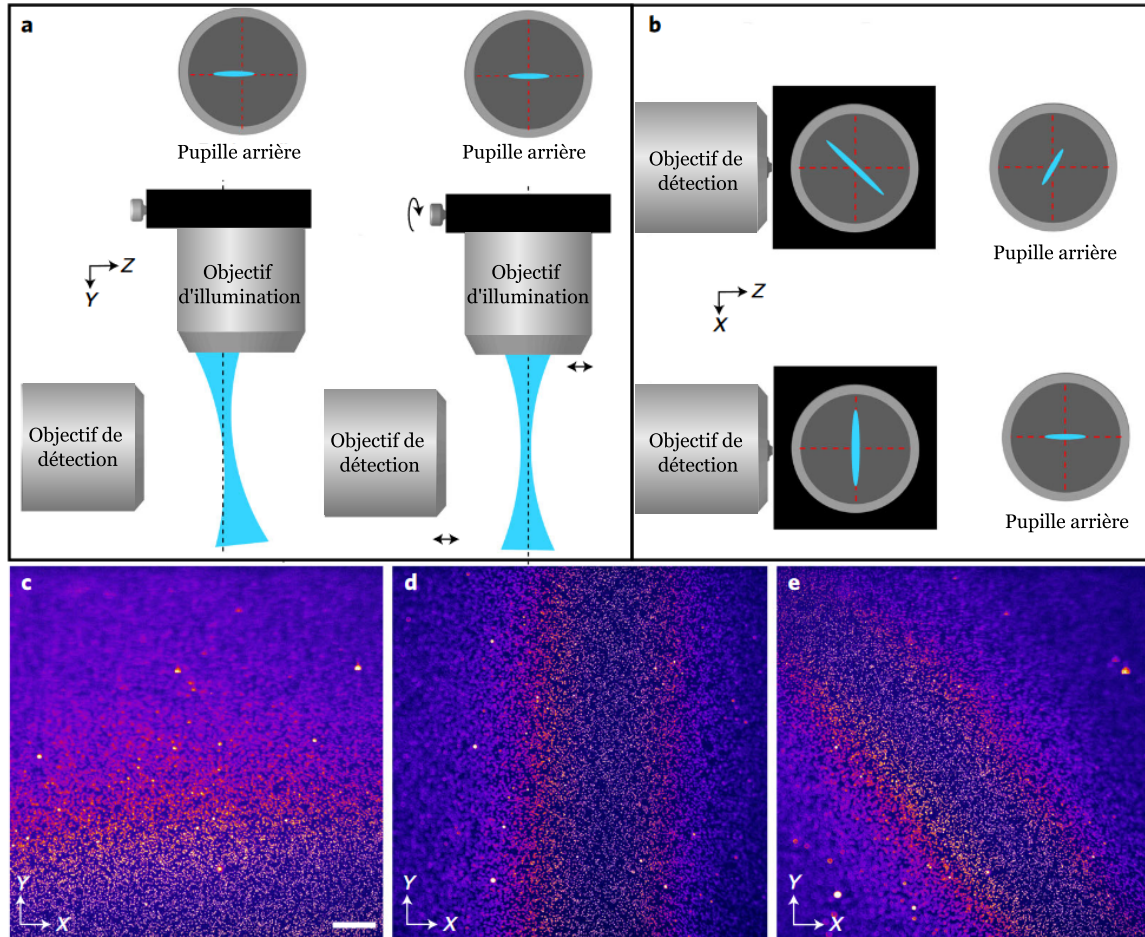 a
Pupille arrière
Pupille arrière
Z
Y
Objectif
d'illumination
Objectif
d'illumination
Objectif de
détection
Objectif de
détection
b
Objectif de
détection
Pupille arrière
Z
X
Objectif de
détection
Pupille arrière
c
Y
X
d
Y
X
e
Y
X